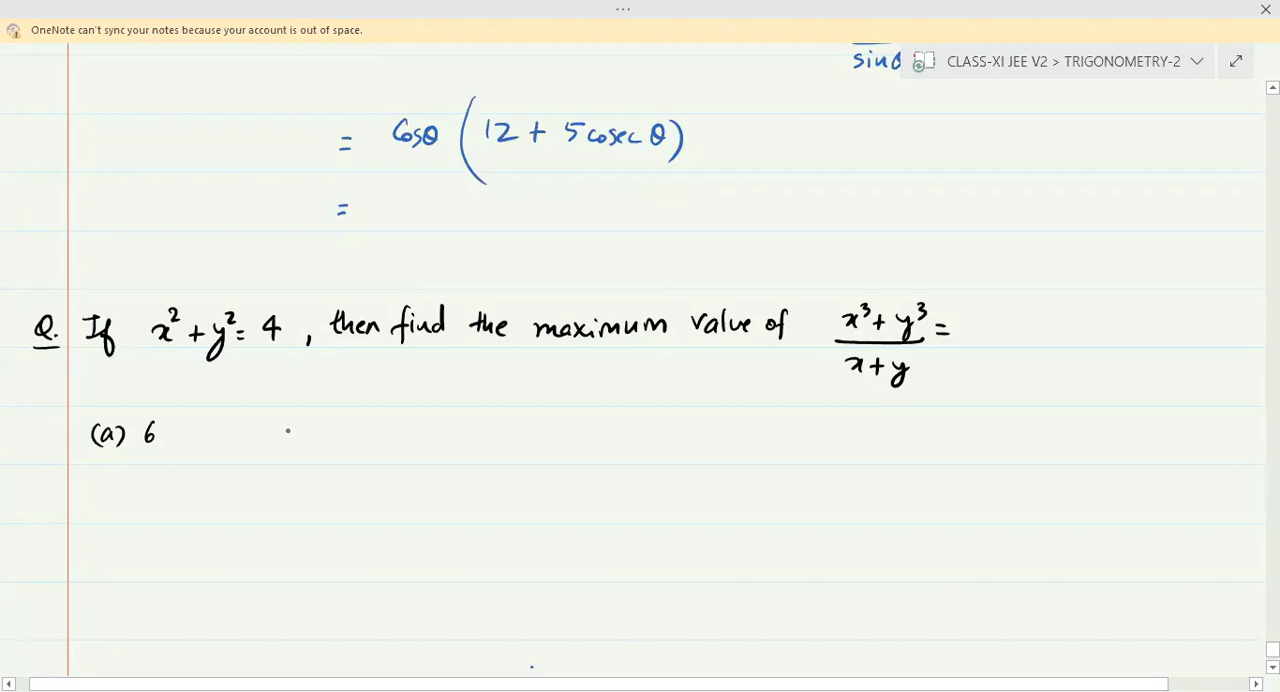 OneNote can't sync your notes because your account is out of space.
CLASS-XI JEE V2 > TRIGONOMETRY-2
sinθ
= Cosθ (12 + 5cosec θ)
=
Q. If x² + y² = 4, then find the maximum value of (x³ + y³)/(x + y) =
(a) 6